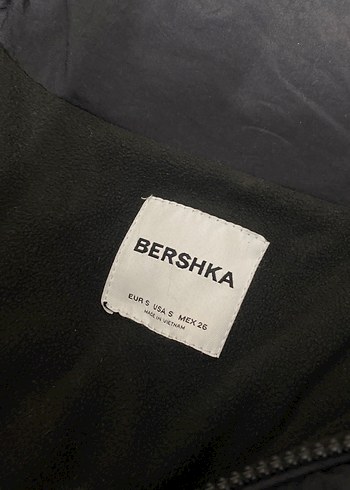 BERSHKA
EUR S USA S MEX 26
MADE IN VIETNAM